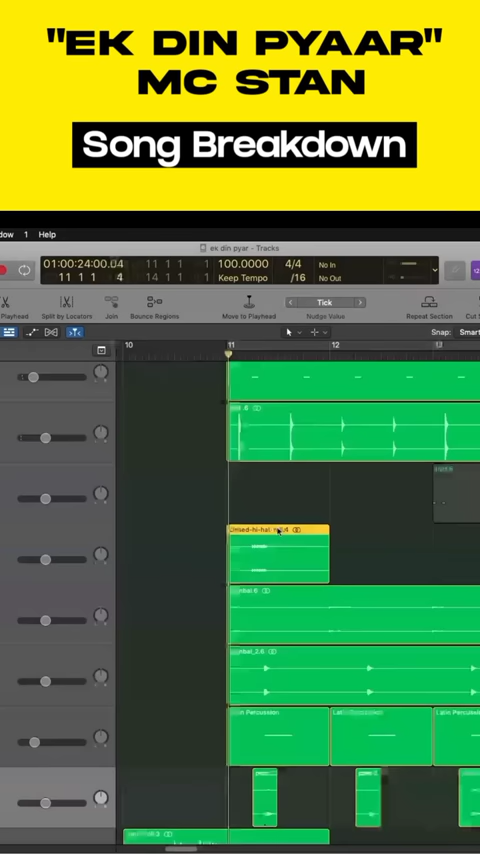 "EK DIN PYAAR"
MC STAN
Song Breakdown
dow 1 Help
ek din pyar - Tracks
01:00:24:00.04 11 1 1 1 100.0000 4/4 No In
11 1 1 1 14 1 1 1 Keep Tempo /16 No Out
Playhead Split by Locators Join Bounce Regions Move to Playhead Tick Nudge Value Repeat Section Cut
Snap: Smart
10 11 12 13
Latin Percussion